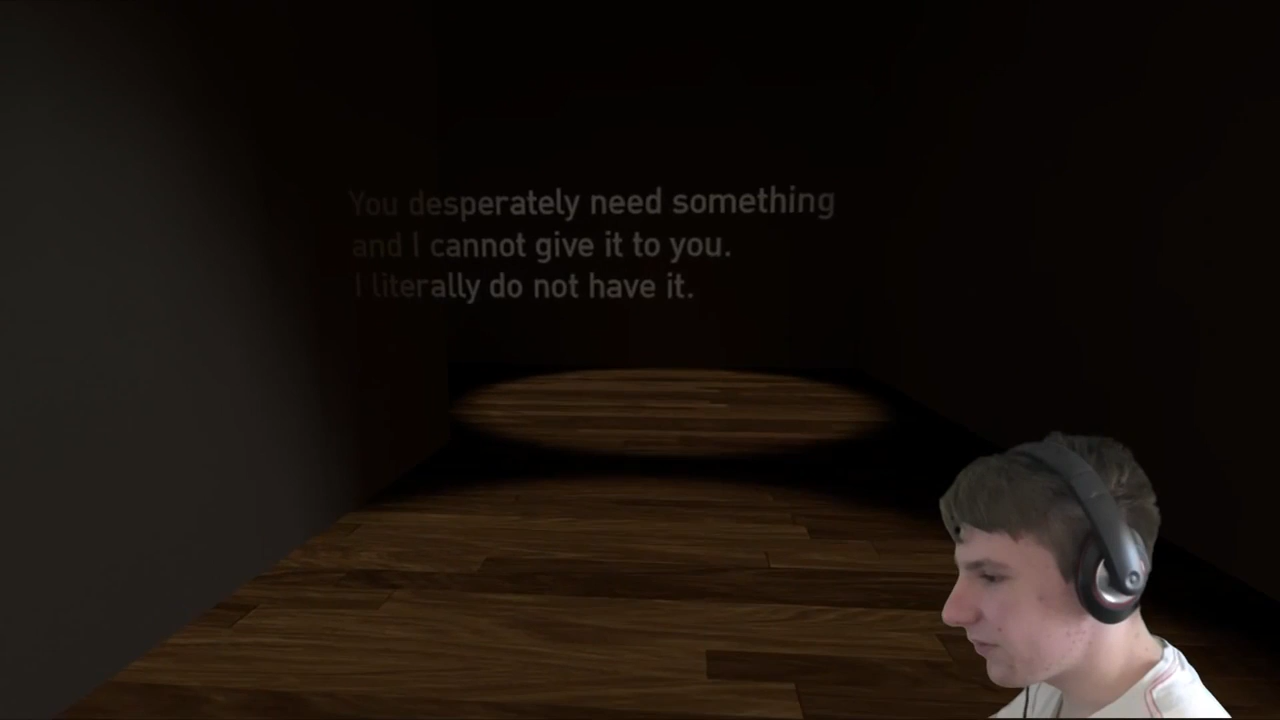 You desperately need something
and I cannot give it to you.
I literally do not have it.